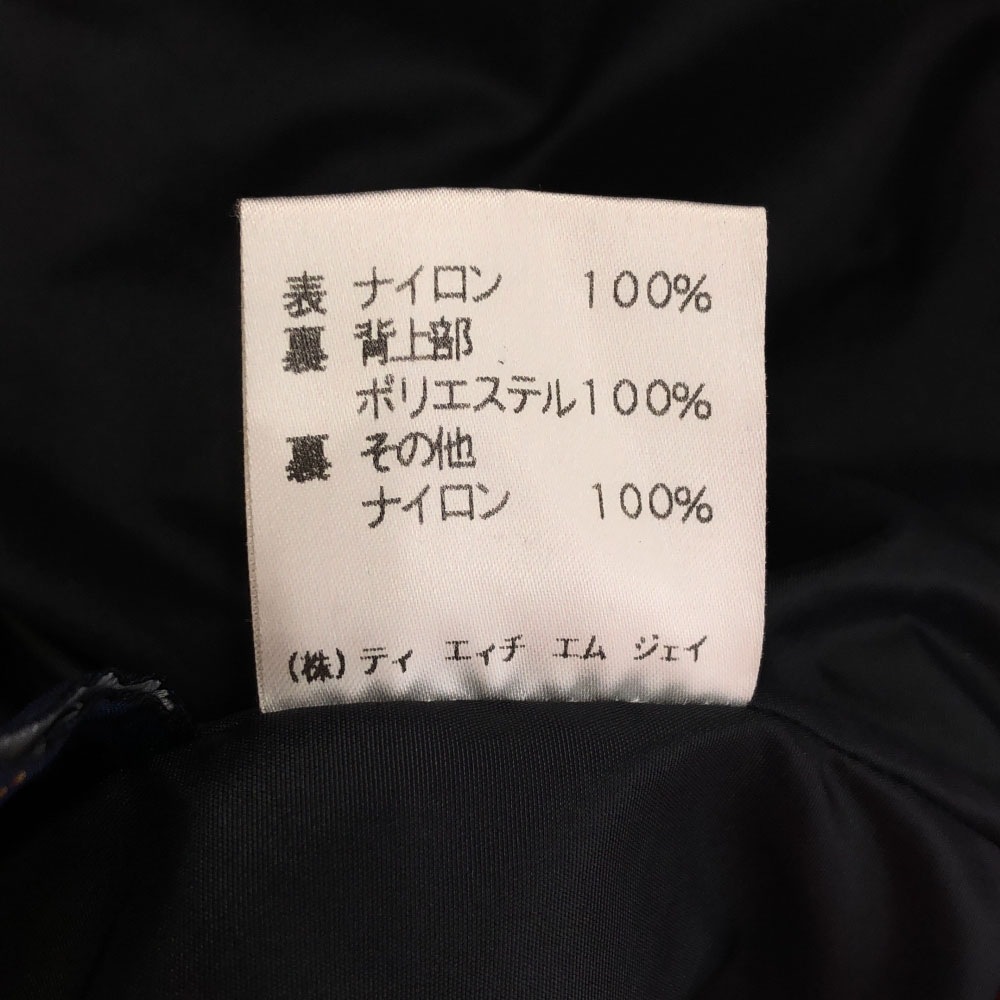 表 ナイロン 100%
裏 背上部
ポリエステル100%
裏 その他
ナイロン 100%
(株)ティ エィチ エム ジェイ